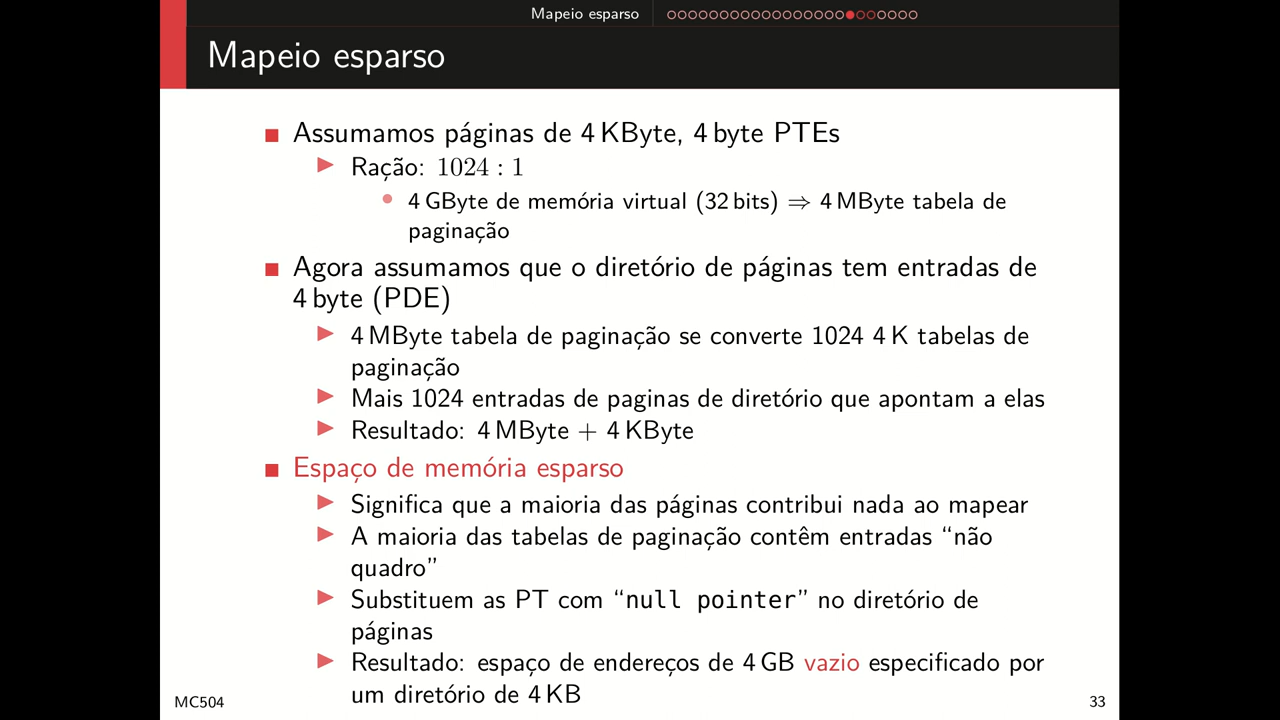 Mapeio esparso
Mapeio esparso
Assumamos páginas de 4 KByte, 4 byte PTEs
Ração: 1024 : 1
4 GByte de memória virtual (32 bits) ⇒ 4 MByte tabela de
paginação
Agora assumamos que o diretório de páginas tem entradas de
4 byte (PDE)
4 MByte tabela de paginação se converte 1024 4 K tabelas de
paginação
Mais 1024 entradas de paginas de diretório que apontam a elas
Resultado: 4 MByte + 4 KByte
Espaço de memória esparso
Significa que a maioria das páginas contribui nada ao mapear
A maioria das tabelas de paginação contêm entradas “não
quadro”
Substituem as PT com “null pointer” no diretório de
páginas
Resultado: espaço de endereços de 4 GB vazio especificado por
um diretório de 4 KB
MC504
33